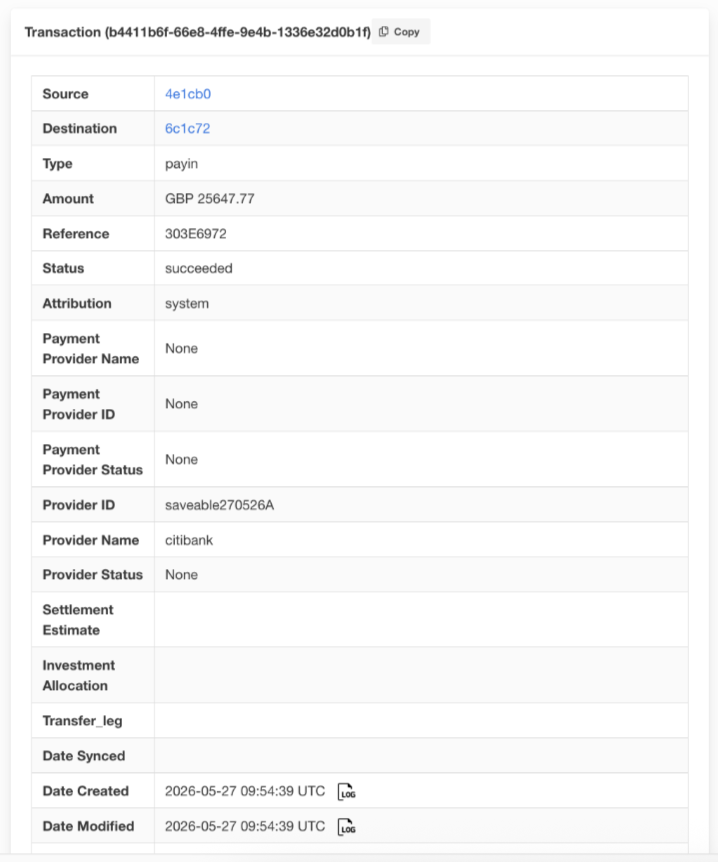 Transaction (b4411b6f-66e8-4ffe-9e4b-1336e32d0b1f) Copy
Source 4e1cb0
Destination 6c1c72
Type payin
Amount GBP 25647.77
Reference 303E6972
Status succeeded
Attribution system
Payment
Provider Name None
Payment
Provider ID None
Payment
Provider Status None
Provider ID saveable270526A
Provider Name citibank
Provider Status None
Settlement
Estimate
Investment
Allocation
Transfer_leg
Date Synced
Date Created 2026-05-27 09:54:39 UTC LOG
Date Modified 2026-05-27 09:54:39 UTC LOG